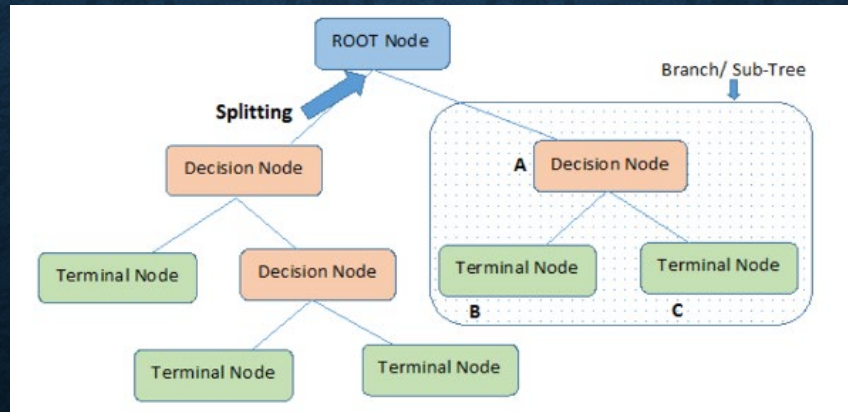 ROOT Node
Branch/ Sub-Tree
Splitting
Decision Node
A
Decision Node
Terminal Node
Decision Node
Terminal Node
Terminal Node
B
C
Terminal Node
Terminal Node